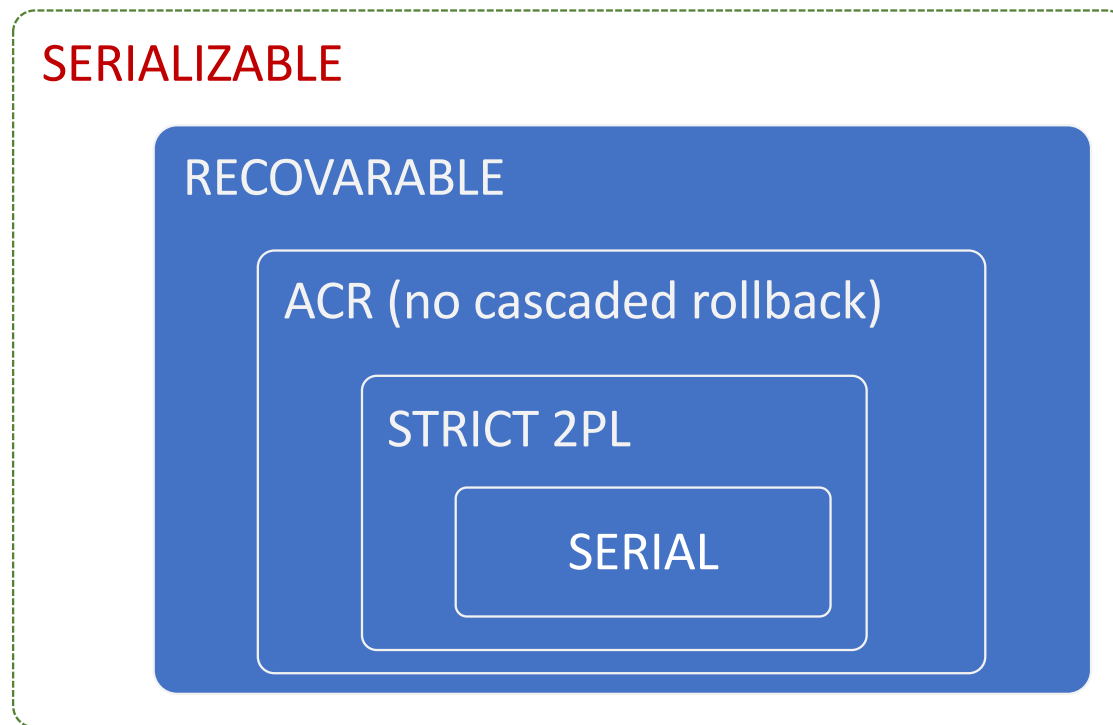 SERIALIZABLE
RECOVARABLE
ACR (no cascaded rollback)
STRICT 2PL
SERIAL